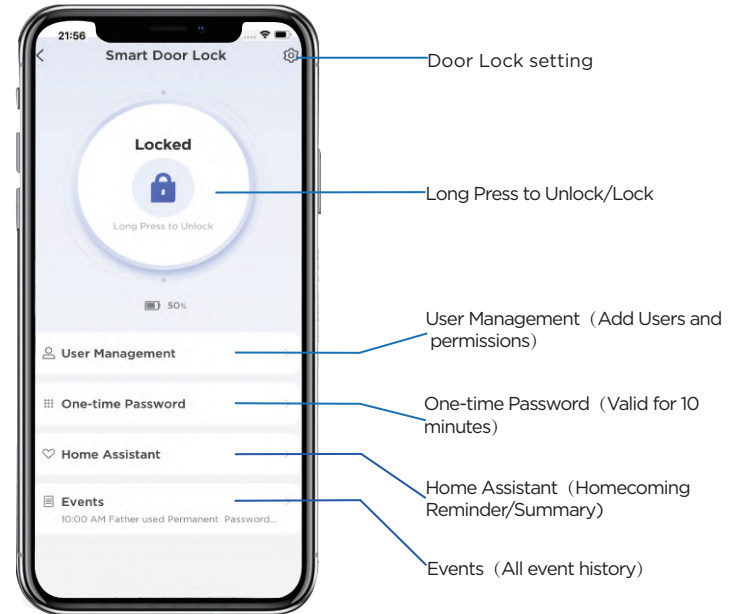 21:56
Smart Door Lock
Door Lock setting
Locked
Long Press to Unlock
Long Press to Unlock/Lock
50%
User Management
User Management（Add Users and
permissions）
One-time Password
One-time Password（Valid for 10
minutes）
Home Assistant
Home Assistant（Homecoming
Reminder/Summary)
Events
10:00 AM Father used Permanent Password...
Events（All event history）